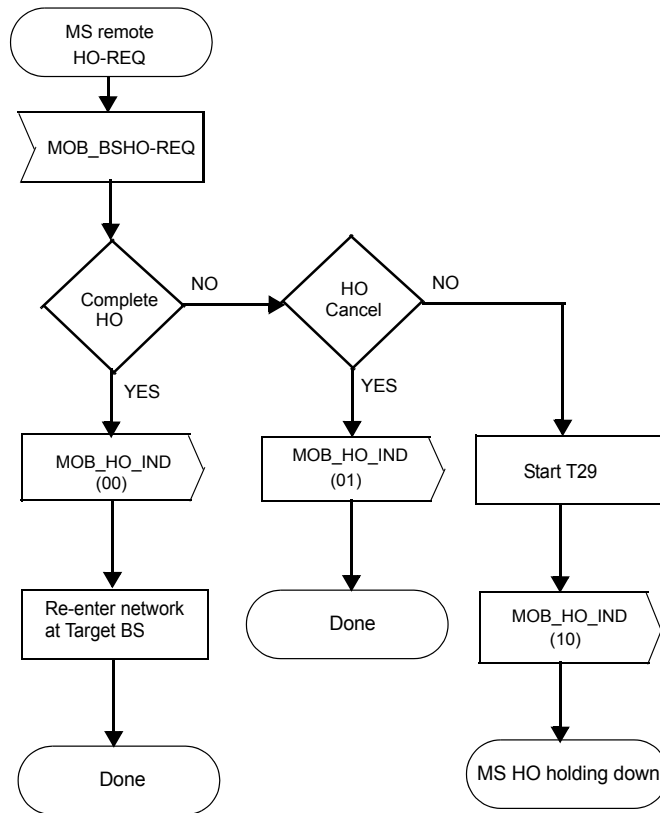 MS remote
HO-REQ
MOB_BSHO-REQ
Complete
HO
NO
HO
Cancel
NO
YES
YES
MOB_HO_IND
(00)
MOB_HO_IND
(01)
Start T29
Re-enter network
at Target BS
Done
MOB_HO_IND
(10)
Done
MS HO holding down